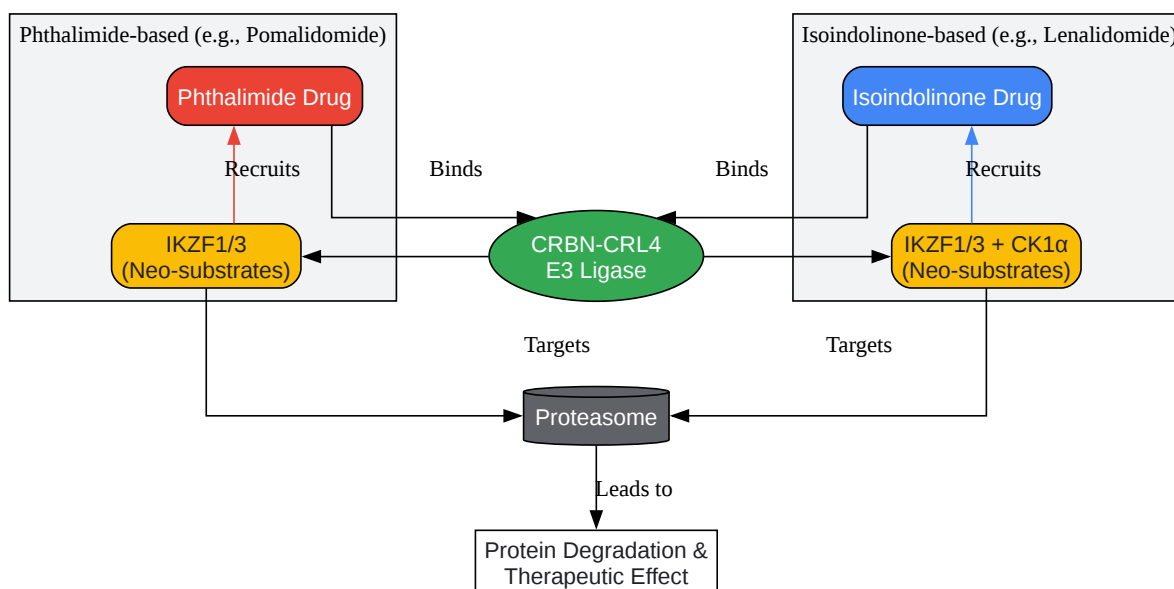 Phthalimide-based (e.g., Pomalidomide)
Isoindolinone-based (e.g., Lenalidomide)
Phthalimide Drug
Isoindolinone Drug
Recruits
Binds
Binds
Recruits
IKZF1/3
(Neo-substrates)
CRBN-CRL4
E3 Ligase
IKZF1/3 + CK1α
(Neo-substrates)
Targets
Targets
Proteasome
Leads to
Protein Degradation &
Therapeutic Effect